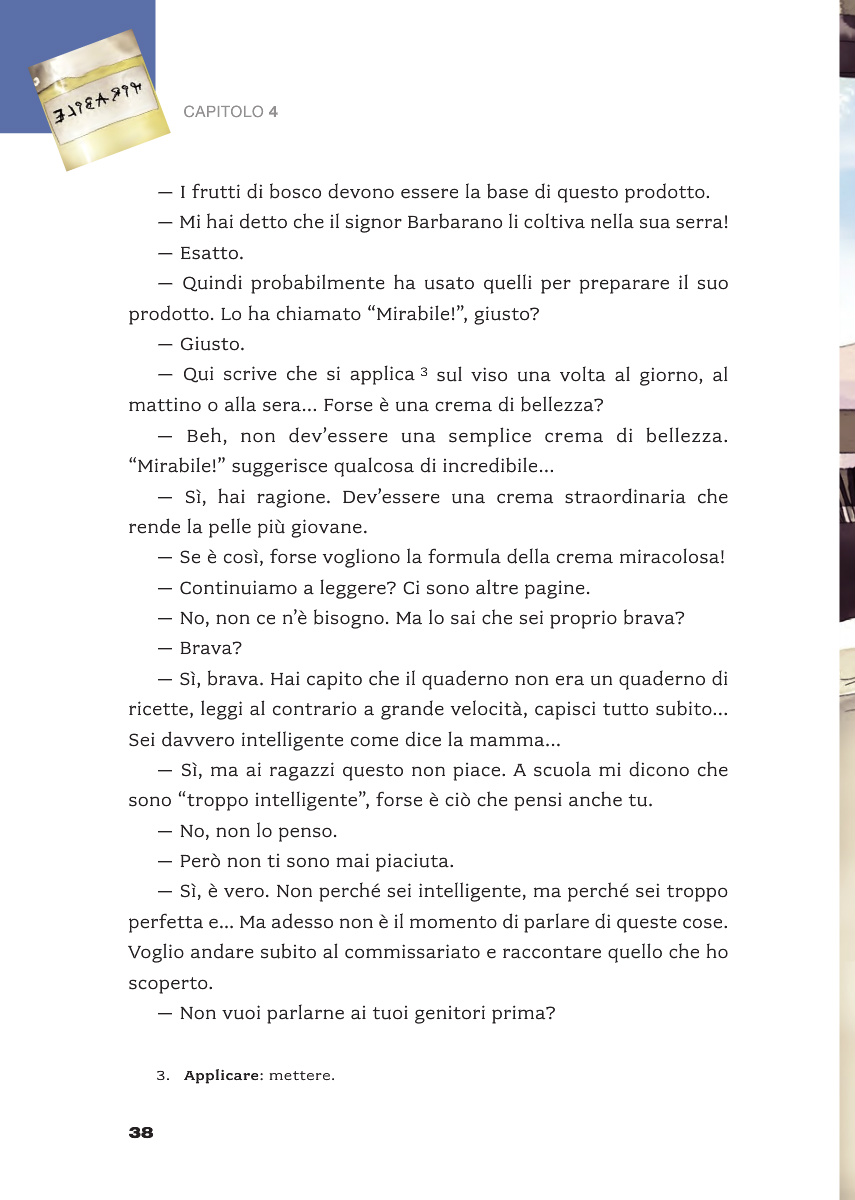 MIRABILE
CAPITOLO 4
— I frutti di bosco devono essere la base di questo prodotto.
— Mi hai detto che il signor Barbarano li coltiva nella sua serra!
— Esatto.
— Quindi probabilmente ha usato quelli per preparare il suo
prodotto. Lo ha chiamato “Mirabile!”, giusto?
— Giusto.
— Qui scrive che si applica ³ sul viso una volta al giorno, al
mattino o alla sera... Forse è una crema di bellezza?
— Beh, non dev’essere una semplice crema di bellezza.
“Mirabile!” suggerisce qualcosa di incredibile...
— Sì, hai ragione. Dev’essere una crema straordinaria che
rende la pelle più giovane.
— Se è così, forse vogliono la formula della crema miracolosa!
— Continuiamo a leggere? Ci sono altre pagine.
— No, non ce n’è bisogno. Ma lo sai che sei proprio brava?
— Brava?
— Sì, brava. Hai capito che il quaderno non era un quaderno di
ricette, leggi al contrario a grande velocità, capisci tutto subito...
Sei davvero intelligente come dice la mamma...
— Sì, ma ai ragazzi questo non piace. A scuola mi dicono che
sono “troppo intelligente”, forse è ciò che pensi anche tu.
— No, non lo penso.
— Però non ti sono mai piaciuta.
— Sì, è vero. Non perché sei intelligente, ma perché sei troppo
perfetta e... Ma adesso non è il momento di parlare di queste cose.
Voglio andare subito al commissariato e raccontare quello che ho
scoperto.
— Non vuoi parlarne ai tuoi genitori prima?
3. Applicare: mettere.
38